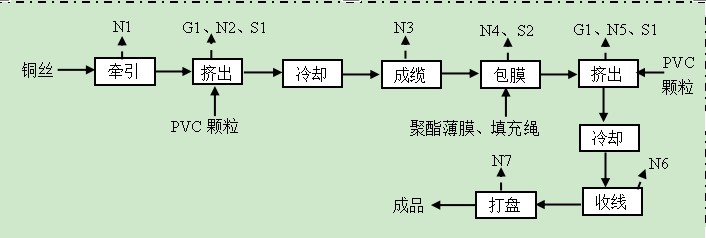 N1
G1、N2、S1
N3
N4、S2
G1、N5、S1
铜丝
牵引
挤出
冷却
成缆
包膜
挤出
PVC
颗粒
PVC 颗粒
聚酯薄膜、填充绳
冷却
N7
N6
成品
打盘
收线